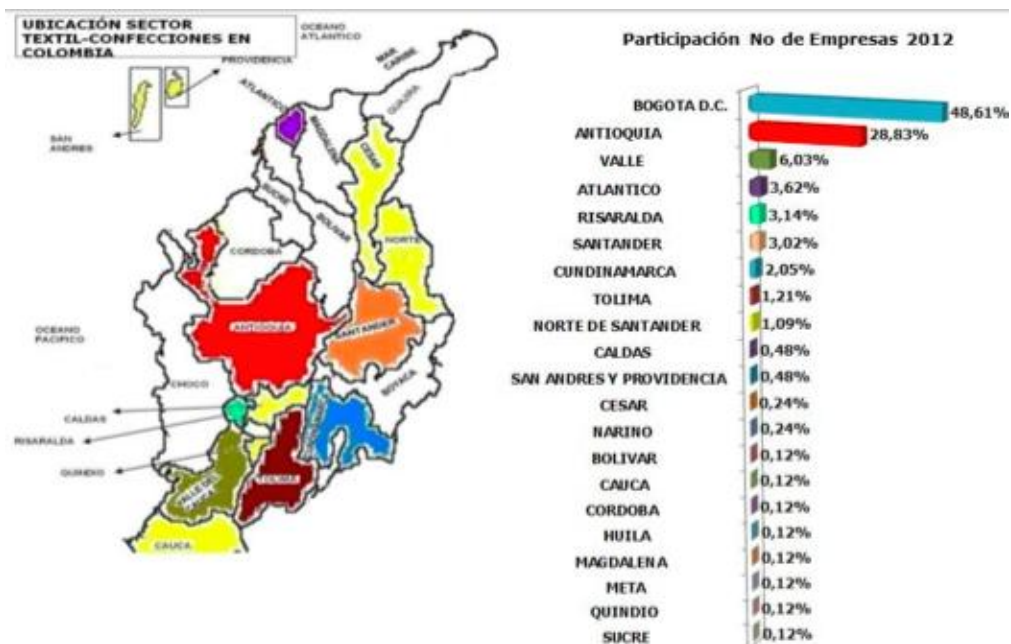 UBICACIÓN SECTOR
TEXTIL-CONFECCIONES EN
COLOMBIA
OCEANO
ATLANTICO
PROVIDENCIA
MAR
CARIBE
GUAJIRA
ATLANTICO
MAGDALENA
CESAR
SAN
ANDRES
SUCRE
BOLIVAR
NORTE
CORDOBA
ANTIOQUIA
SANTANDER
OCEANO
PACIFICO
CHOCO
BOYACA
CALDAS
RISARALDA
QUINDIO
TOLIMA
VALLE DEL
CAUCA
CAUCA
Participación No de Empresas 2012
BOGOTA D.C. 48,61%
ANTIOQUIA 28,83%
VALLE 6,03%
ATLANTICO 3,62%
RISARALDA 3,14%
SANTANDER 3,02%
CUNDINAMARCA 2,05%
TOLIMA 1,21%
NORTE DE SANTANDER 1,09%
CALDAS 0,48%
SAN ANDRES Y PROVIDENCIA 0,48%
CESAR 0,24%
NARINO 0,24%
BOLIVAR 0,12%
CAUCA 0,12%
CORDOBA 0,12%
HUILA 0,12%
MAGDALENA 0,12%
META 0,12%
QUINDIO 0,12%
SUCRE 0,12%